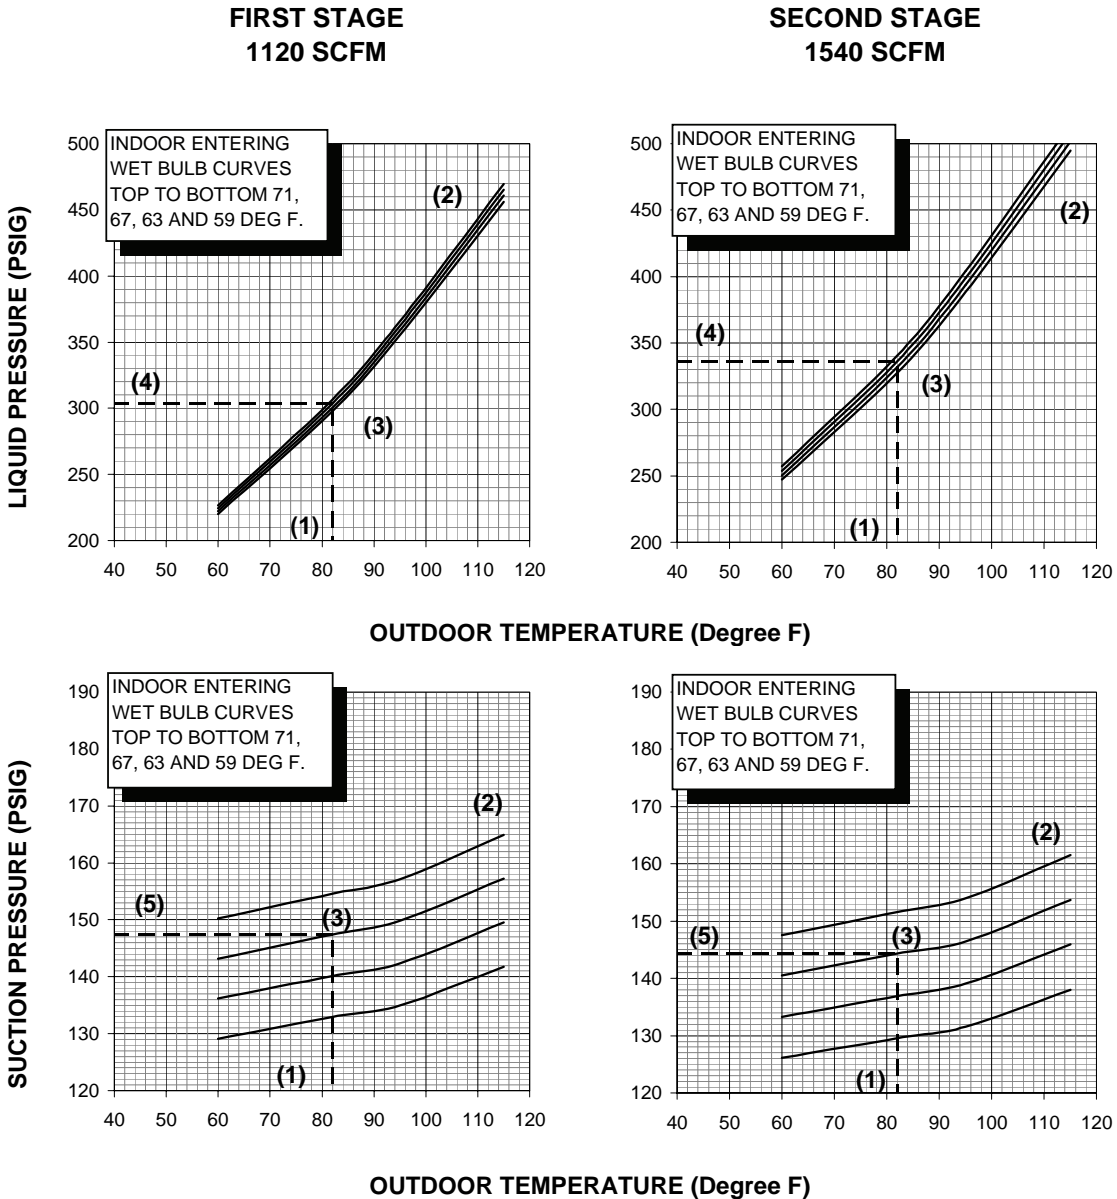 FIRST STAGE
1120 SCFM
SECOND STAGE
1540 SCFM
LIQUID PRESSURE (PSIG)
INDOOR ENTERING
WET BULB CURVES
TOP TO BOTTOM 71,
67, 63 AND 59 DEG F.
500
450
400
350
300
250
200
(2)
(4)
(3)
(1)
40 50 60 70 80 90 100 110 120
INDOOR ENTERING
WET BULB CURVES
TOP TO BOTTOM 71,
67, 63 AND 59 DEG F.
500
450
400
350
300
250
200
(2)
(4)
(3)
(1)
40 50 60 70 80 90 100 110 120
OUTDOOR TEMPERATURE (Degree F)
SUCTION PRESSURE (PSIG)
INDOOR ENTERING
WET BULB CURVES
TOP TO BOTTOM 71,
67, 63 AND 59 DEG F.
190
180
170
160
150
140
130
120
(2)
(5)
(3)
(1)
40 50 60 70 80 90 100 110 120
INDOOR ENTERING
WET BULB CURVES
TOP TO BOTTOM 71,
67, 63 AND 59 DEG F.
190
180
170
160
150
140
130
120
(2)
(5)
(3)
(1)
40 50 60 70 80 90 100 110 120
OUTDOOR TEMPERATURE (Degree F)